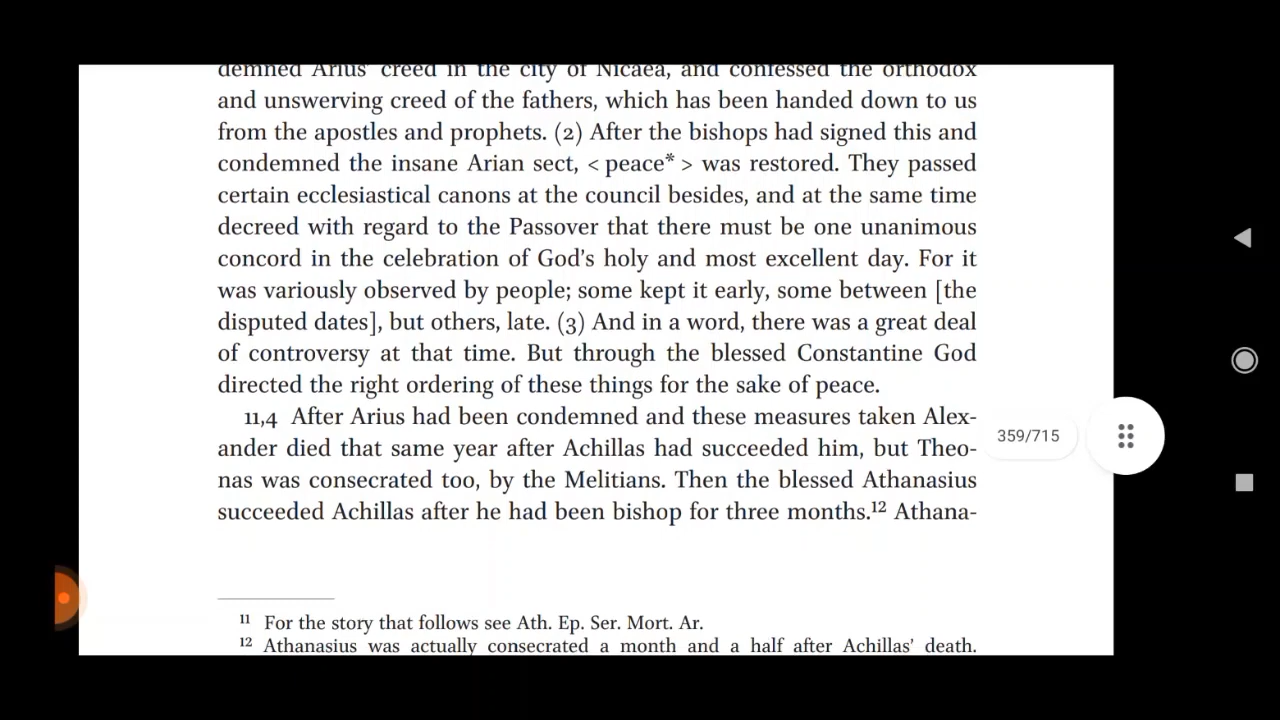 demned Arius' creed in the city of Nicaea, and confessed the orthodox
and unswerving creed of the fathers, which has been handed down to us
from the apostles and prophets. (2) After the bishops had signed this and
condemned the insane Arian sect, < peace* > was restored. They passed
certain ecclesiastical canons at the council besides, and at the same time
decreed with regard to the Passover that there must be one unanimous
concord in the celebration of God's holy and most excellent day. For it
was variously observed by people; some kept it early, some between [the
disputed dates], but others, late. (3) And in a word, there was a great deal
of controversy at that time. But through the blessed Constantine God
directed the right ordering of these things for the sake of peace.
11,4 After Arius had been condemned and these measures taken Alex-
ander died that same year after Achillas had succeeded him, but Theo-
nas was consecrated too, by the Melitians. Then the blessed Athanasius
succeeded Achillas after he had been bishop for three months.¹² Athana-
359/715
¹¹ For the story that follows see Ath. Ep. Ser. Mort. Ar.
¹² Athanasius was actually consecrated a month and a half after Achillas' death.